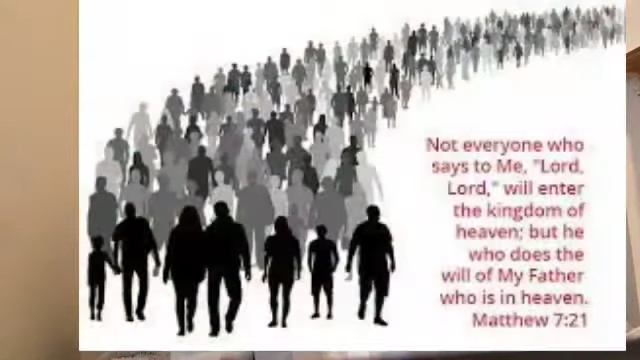 Not everyone who
says to Me, "Lord,
Lord," will enter
the kingdom of
heaven; but he
who does the
will of My Father
who is in heaven.
Matthew 7:21